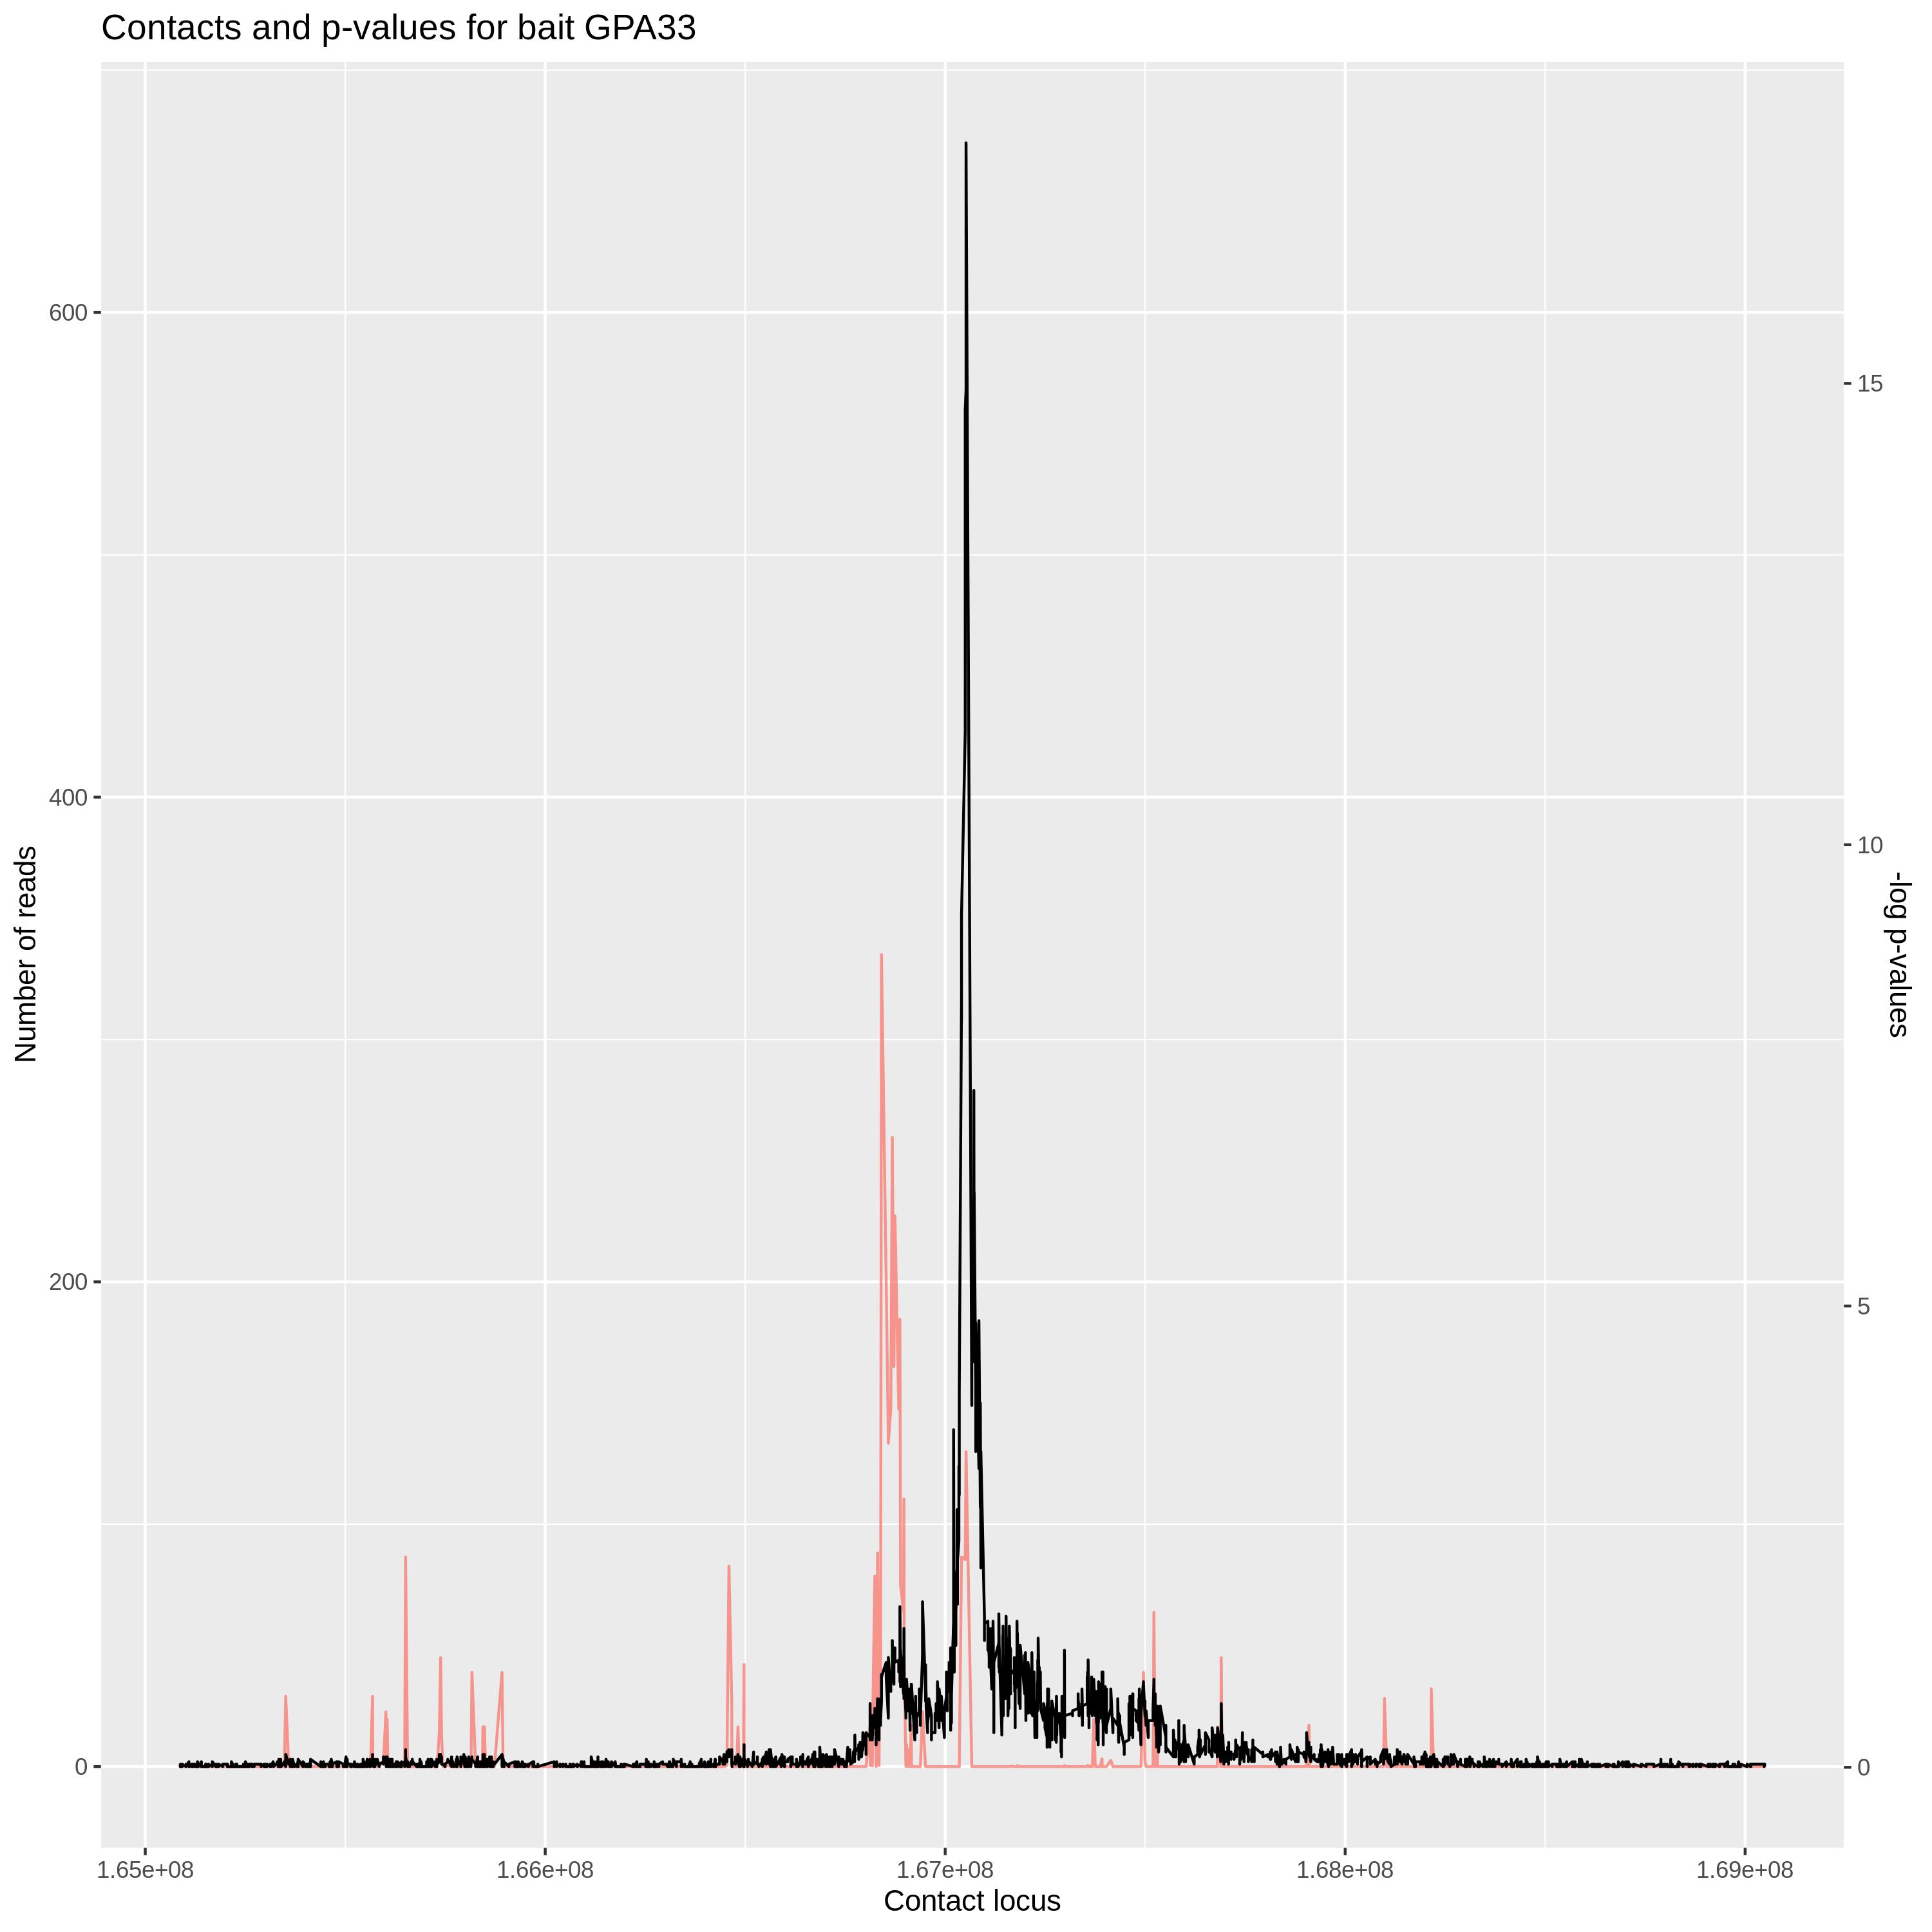 Contacts and p-values for bait GPA33
600
400
200
0
Number of reads
15
10
5
0
-log p-values
1.65e+08 1.66e+08 1.67e+08 1.68e+08 1.69e+08
Contact locus